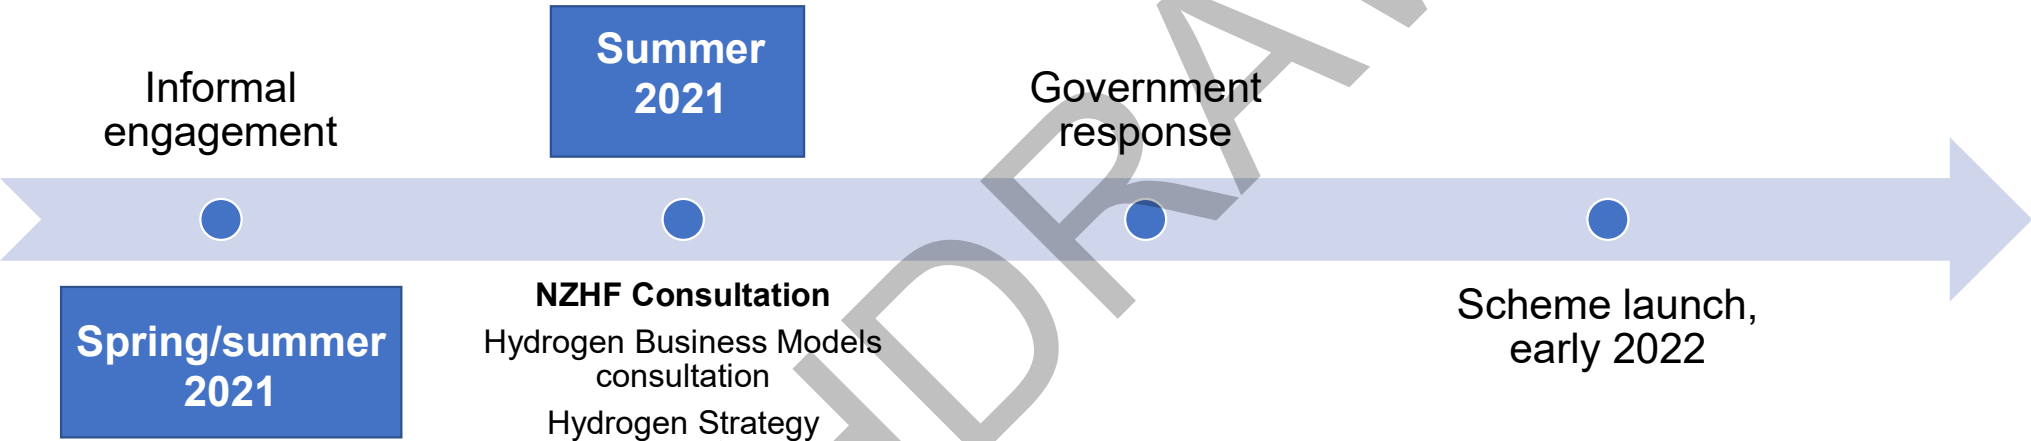 Informal
engagement
Summer
2021
Government
response
Spring/summer
2021
NZHF Consultation
Hydrogen Business Models
consultation
Hydrogen Strategy
Scheme launch,
early 2022
DRA